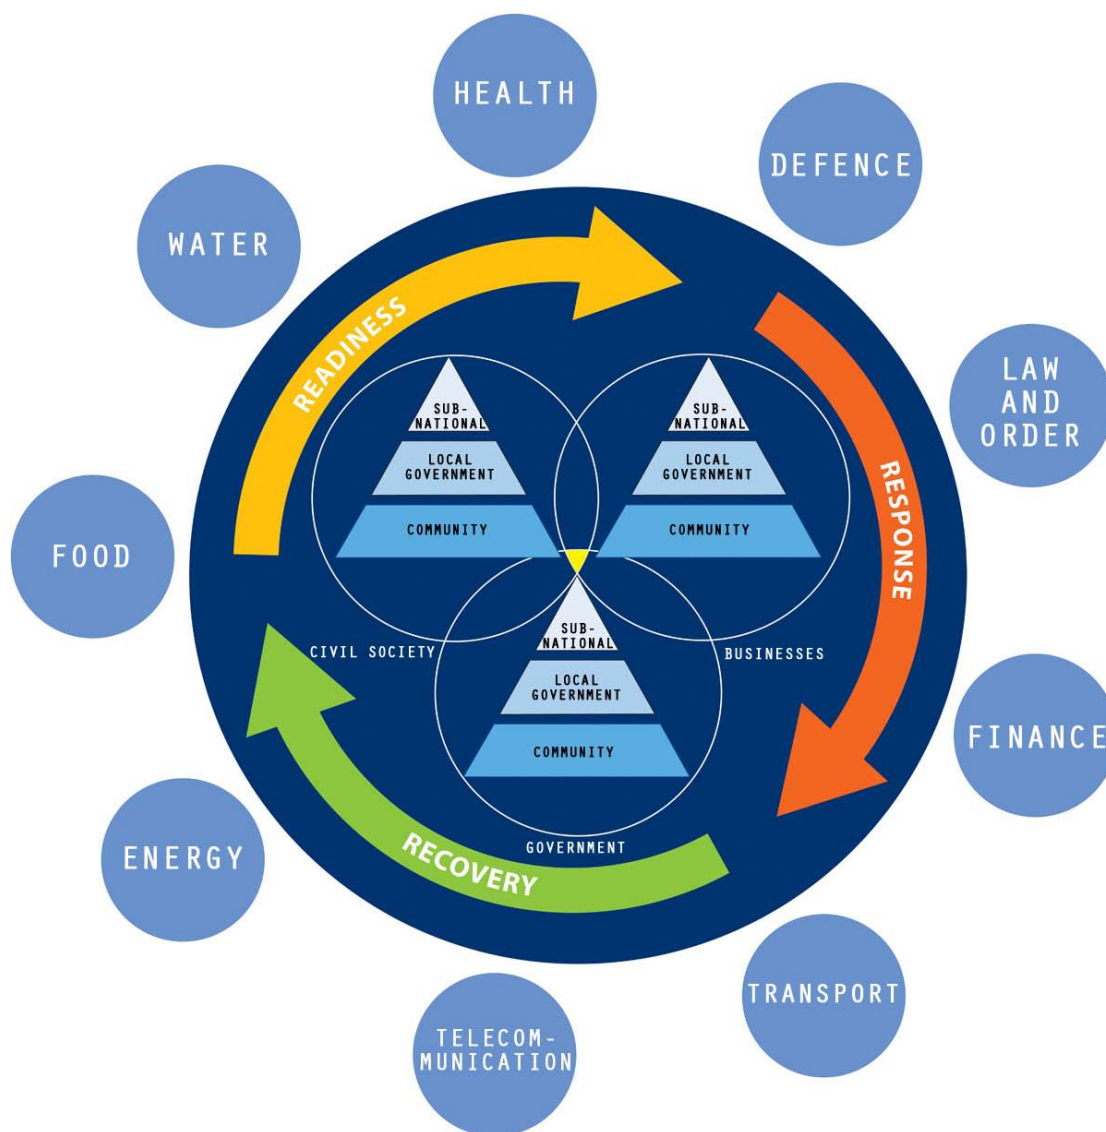 HEALTH
DEFENCE
WATER
LAW
AND
ORDER
READINESS
SUB-
NATIONAL
LOCAL
GOVERNMENT
COMMUNITY
SUB-
NATIONAL
LOCAL
GOVERNMENT
COMMUNITY
RESPONSE
FOOD
SUB-
NATIONAL
LOCAL
GOVERNMENT
COMMUNITY
CIVIL SOCIETY
BUSINESSES
GOVERNMENT
FINANCE
ENERGY
RECOVERY
TRANSPORT
TELECOM-
MUNICATION